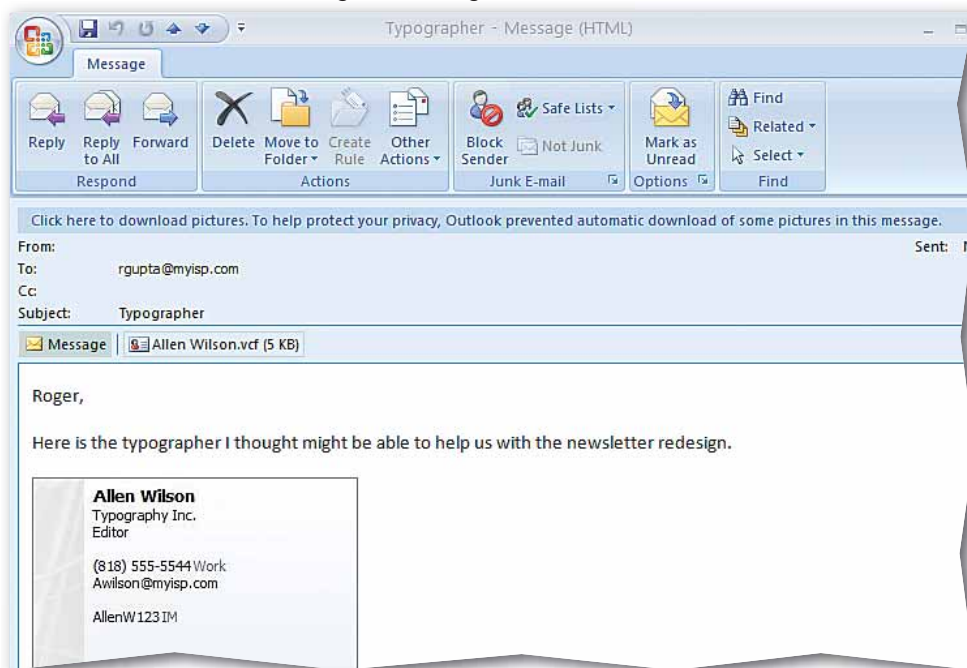 Typographer - Message (HTML)
Message
Reply
Reply to All
Forward
Respond
Delete
Move to Folder
Create Rule
Other Actions
Actions
Block Sender
Safe Lists
Not Junk
Junk E-mail
Mark as Unread
Options
Find
Related
Select
Find
Click here to download pictures. To help protect your privacy, Outlook prevented automatic download of some pictures in this message.
From: Sent:
To: rgupta@myisp.com
Cc:
Subject: Typographer
Message Allen Wilson.vcf (5 KB)
Roger,
Here is the typographer I thought might be able to help us with the newsletter redesign.
Allen Wilson
Typography Inc.
Editor
(818) 555-5544 Work
Awilson@myisp.com
AllenW123 IM